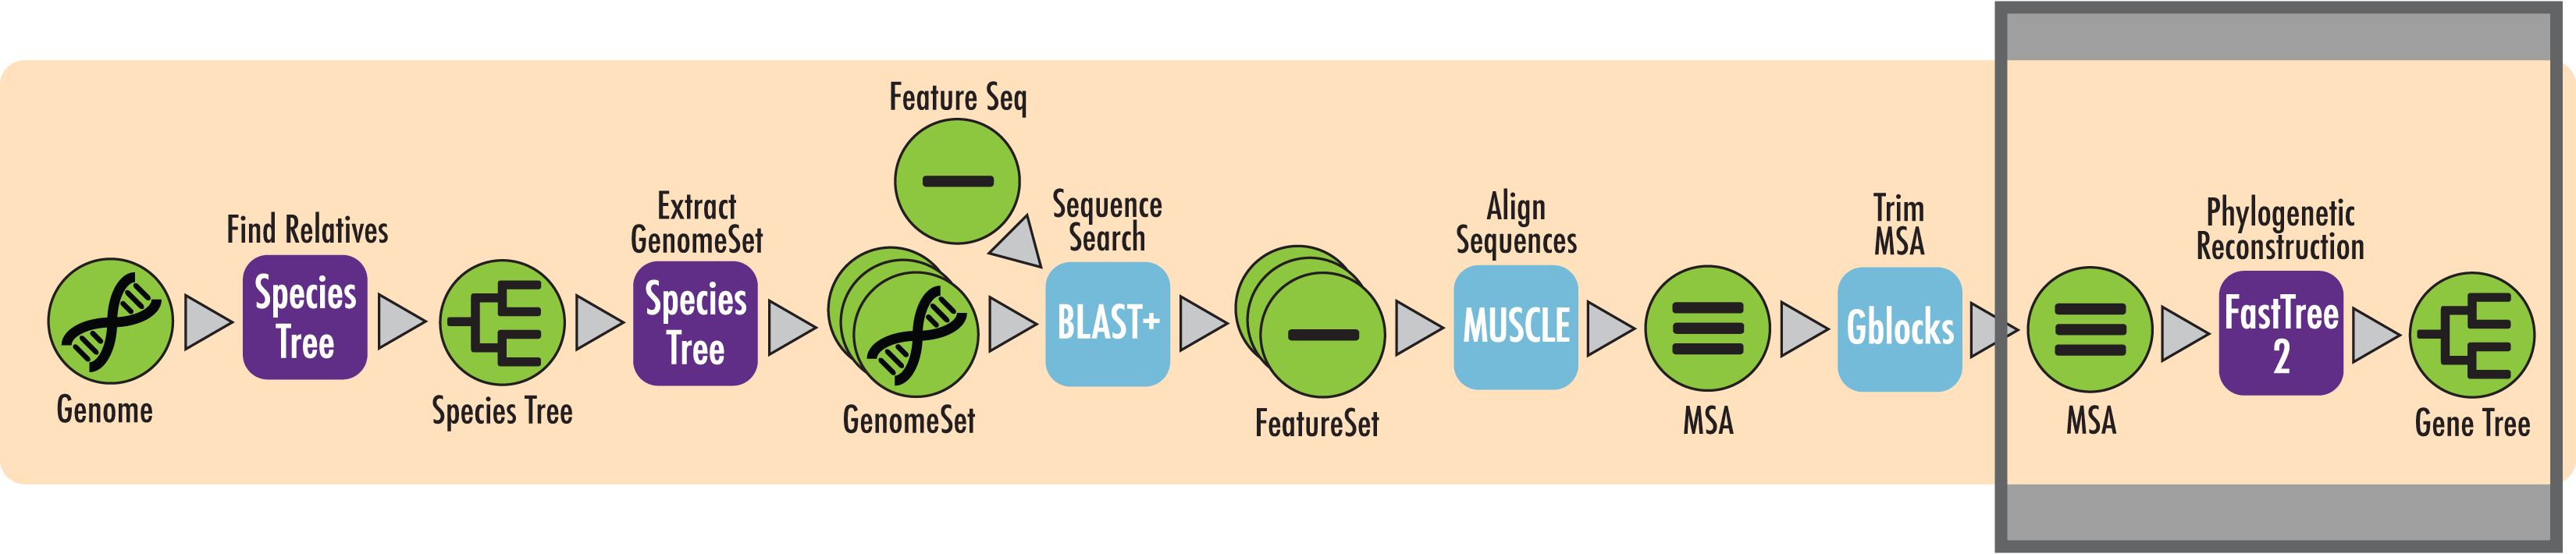 Genome
Find Relatives
Species
Tree
Species Tree
Extract
GenomeSet
Species
Tree
GenomeSet
Feature Seq
Sequence
Search
BLAST+
FeatureSet
Align
Sequences
MUSCLE
MSA
Trim
MSA
Gblocks
MSA
Phylogenetic
Reconstruction
FastTree
2
Gene Tree